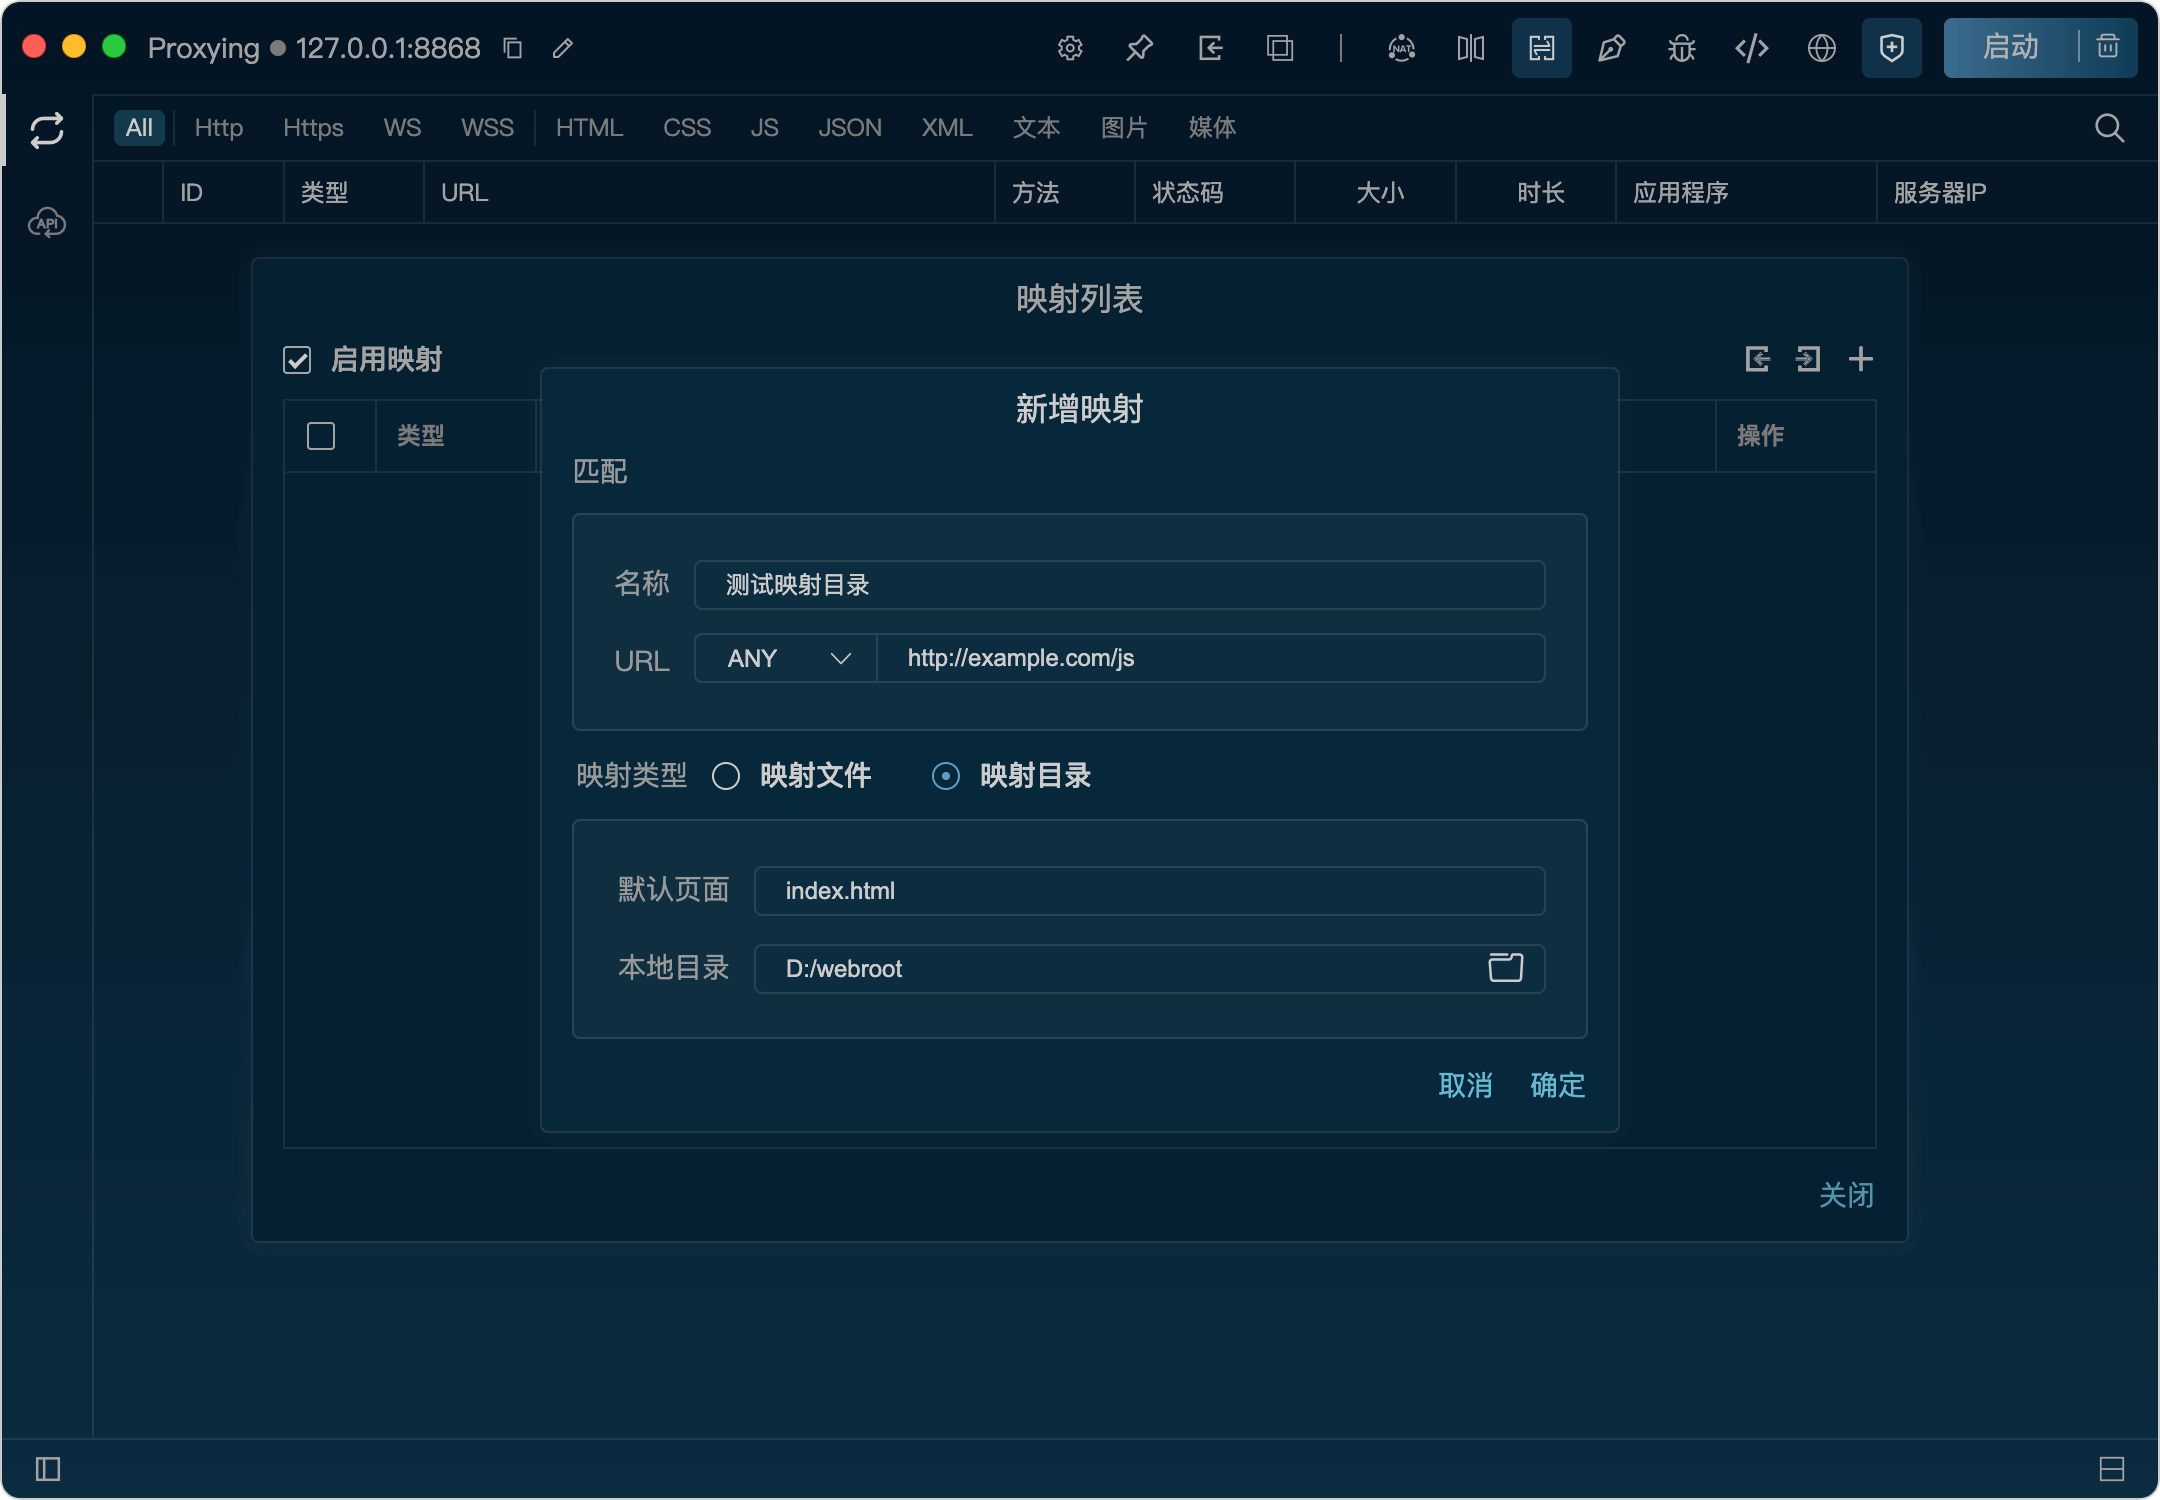 Proxying 127.0.0.1:8868 NAT 启动
API
All Http Https WS WSS HTML CSS JS JSON XML 文本 图片 媒体
ID 类型 URL 方法 状态码 大小 时长 应用程序 服务器IP
映射列表
启用映射
类型 操作
新增映射
匹配
名称 测试映射目录
URL ANY http://example.com/js
映射类型 映射文件 映射目录
默认页面 index.html
本地目录 D:/webroot
取消 确定
关闭